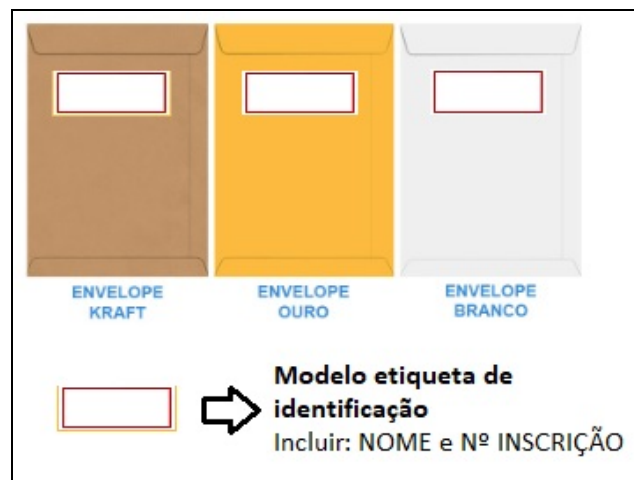 ENVELOPE
KRAFT
ENVELOPE
OURO
ENVELOPE
BRANCO
Modelo etiqueta de
identificação
Incluir: NOME e Nº INSCRIÇÃO